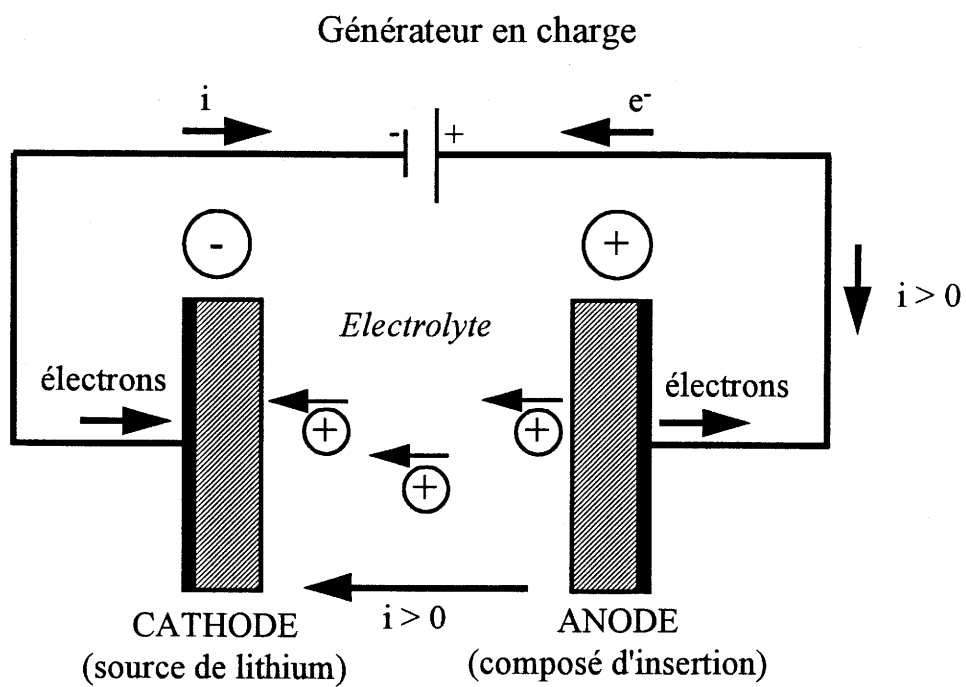 Générateur en charge
i
e-
- +
- +
i > 0
Electrolyte
électrons
électrons
+ +
+
i > 0
CATHODE
(source de lithium)
ANODE
(composé d'insertion)